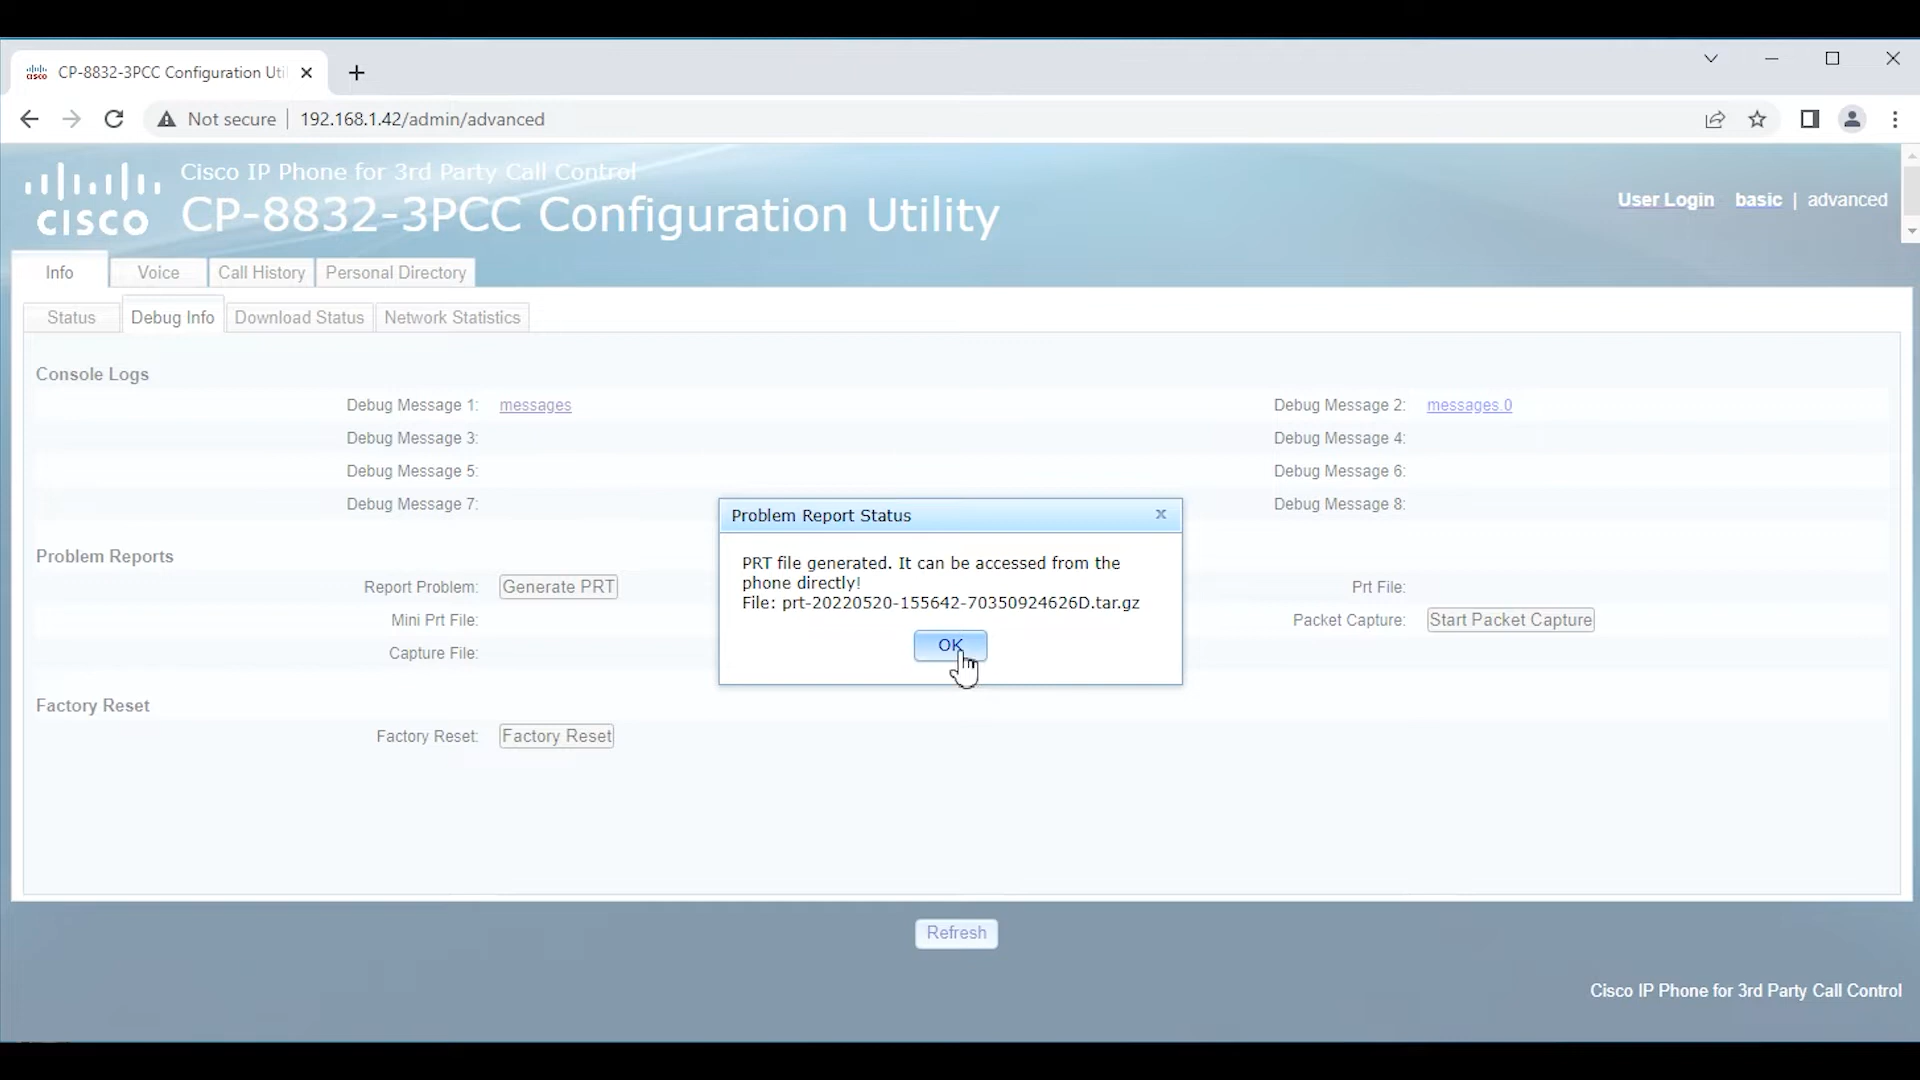 CP-8832-3PCC Configuration Uti
Not secure
192.168.1.42/admin/advanced
Cisco IP Phone for 3rd Party Call Control
CISCO
CP-8832-3PCC Configuration Utility
User Login basic | advanced
Info Voice Call History Personal Directory
Status Debug Info Download Status Network Statistics
Console Logs
Debug Message 1: messages Debug Message 2: messages.0
Debug Message 3: Debug Message 4:
Debug Message 5: Debug Message 6:
Debug Message 7: Debug Message 8:
Problem Report Status x
PRT file generated. It can be accessed from the
phone directly!
File: prt-20220520-155642-70350924626D.tar.gz
OK
Problem Reports
Report Problem: Generate PRT Prt File:
Mini Prt File: Packet Capture: Start Packet Capture
Capture File:
Factory Reset
Factory Reset: Factory Reset
Refresh
Cisco IP Phone for 3rd Party Call Control